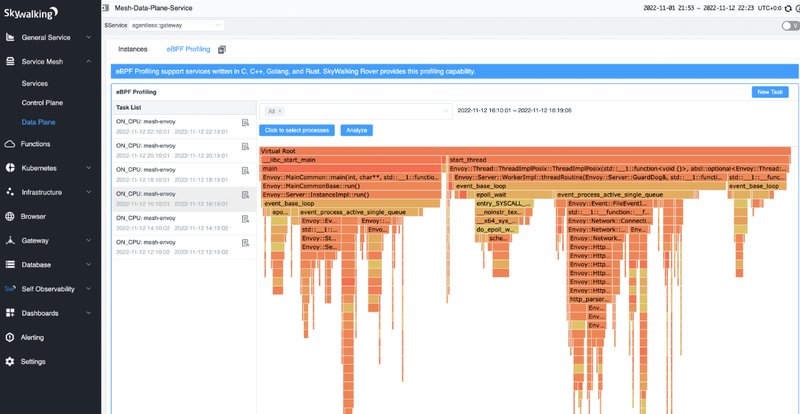 Skywalking
General Service
Service Mesh
Services
Control Plane
Data Plane
Functions
Kubernetes
Infrastructure
Browser
Gateway
Database
Self Observability
Dashboards
Alerting
Settings
Mesh-Data-Plane-Service
2022-11-01 21:53 ~ 2022-11-12 22:23 UTC+0:0
$Service agentless::gateway
V
Instances eBPF Profiling
eBPF Profiling support services written in C, C++, Golang, and Rust. SkyWalking Rover provides this profiling capability.
eBPF Profiling
New Task
Task List
ON_CPU: mesh-envoy
2022-11-12 22:10:01 2022-11-12 22:19:01
ON_CPU: mesh-envoy
2022-11-12 20:10:01 2022-11-12 20:19:01
ON_CPU: mesh-envoy
2022-11-12 18:10:01 2022-11-12 18:19:01
ON_CPU: mesh-envoy
2022-11-12 16:10:01 2022-11-12 16:19:01
ON_CPU: mesh-envoy
2022-11-12 14:10:02 2022-11-12 14:19:02
ON_CPU: mesh-envoy
2022-11-12 12:10:02 2022-11-12 12:19:02
All
2022-11-12 16:10:01 ~ 2022-11-12 16:19:06
Click to select processes Analyze
Virtual Root
__libc_start_main start_thread
main Envoy::Thread::ThreadImplPosix::ThreadImplPosix(std::__1::function<void ()>, absl::optional<Envoy::Thread:...
Envoy::MainCommon::main(int, char**, std::__1::functio... Envoy::Server::WorkerImpl::threadRoutine(Envoy::Server::GuardDog&, std::__1::functi...
Envoy::MainCommonBase::run() event_base_loop event_base_loop
Envoy::Server::InstanceImpl::run() epoll_wait event_process_active_single_queue
event_base_loop entry_SYSCALL_... Envoy::Event::FileEventI...
epo... event_process_active_single_queue __noinstr_tex... std::__1::__function::__f...
Envoy::Ev... Envoy::... __x64_sys_... Envoy::Network::Connecti...
std::__1::... Envo... do_epoll_w... Envoy::Network...
Envoy::St... sche... Envoy::Network...
Envoy::Se... Envoy::Http...
Envoy::Http...
Envoy::Http...
Envoy::Http...
http_parser...
Env...
Env...
Env...